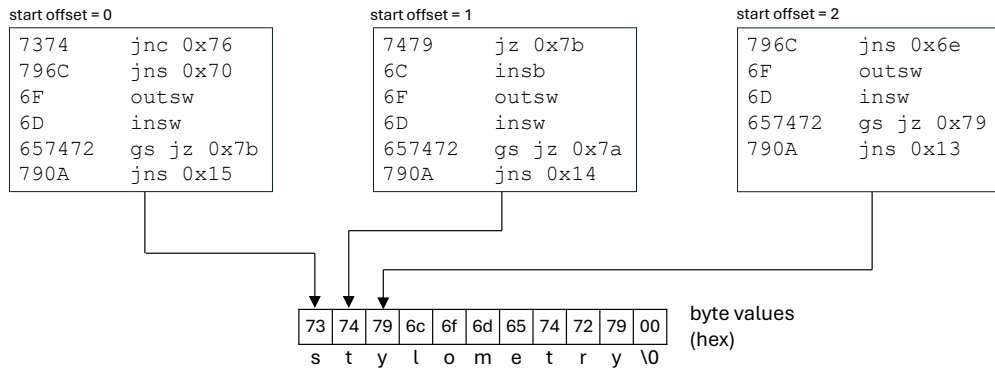 start offset = 0
7374 jnc 0x76
796C jns 0x70
6F outsw
6D insw
657472 gs jz 0x7b
790A jns 0x15
start offset = 1
7479 jz 0x7b
6C insb
6F outsw
6D insw
657472 gs jz 0x7a
790A jns 0x14
start offset = 2
796C jns 0x6e
6F outsw
6D insw
657472 gs jz 0x79
790A jns 0x13
73 74 79 6c 6f 6d 65 74 72 79 00
s t y l o m e t r y \0
byte values
(hex)